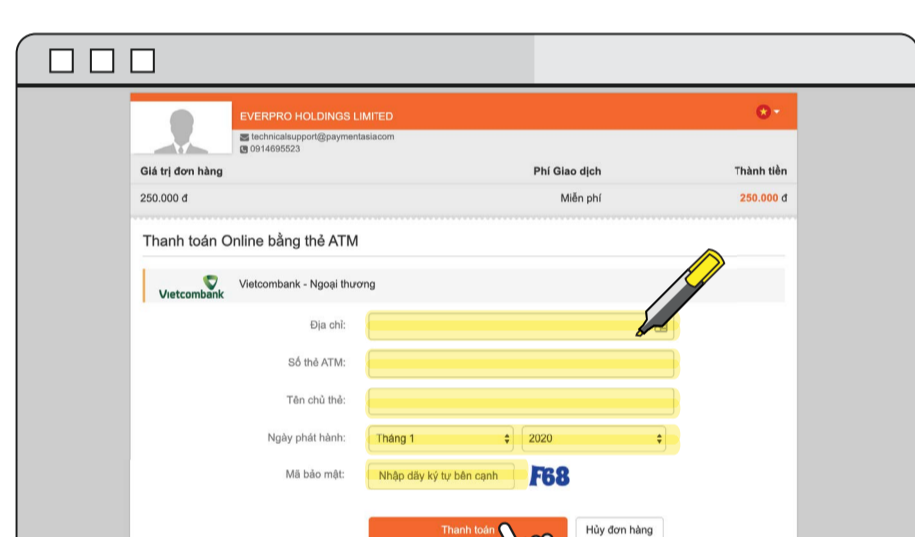 EVERPRO HOLDINGS LIMITED
technicalsupport@paymentasiacom
0914695523
Giá trị đơn hàng Phí Giao dịch Thành tiền
250.000 đ Miễn phí 250.000 đ
Thanh toán Online bằng thẻ ATM
Vietcombank Vietcombank - Ngoại thương
Địa chỉ:
Số thẻ ATM:
Tên chủ thẻ:
Ngày phát hành: Tháng 1 2020
Mã bảo mật: Nhập dãy ký tự bên cạnh F68
Thanh toán Hủy đơn hàng